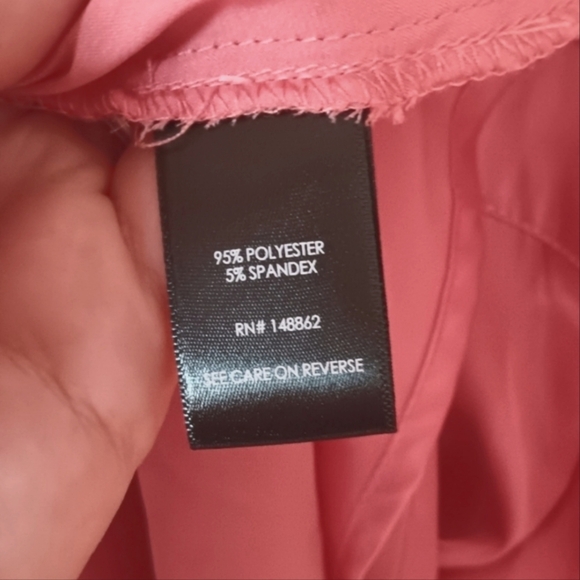 95% POLYESTER
5% SPANDEX
RN# 148862
SEE CARE ON REVERSE